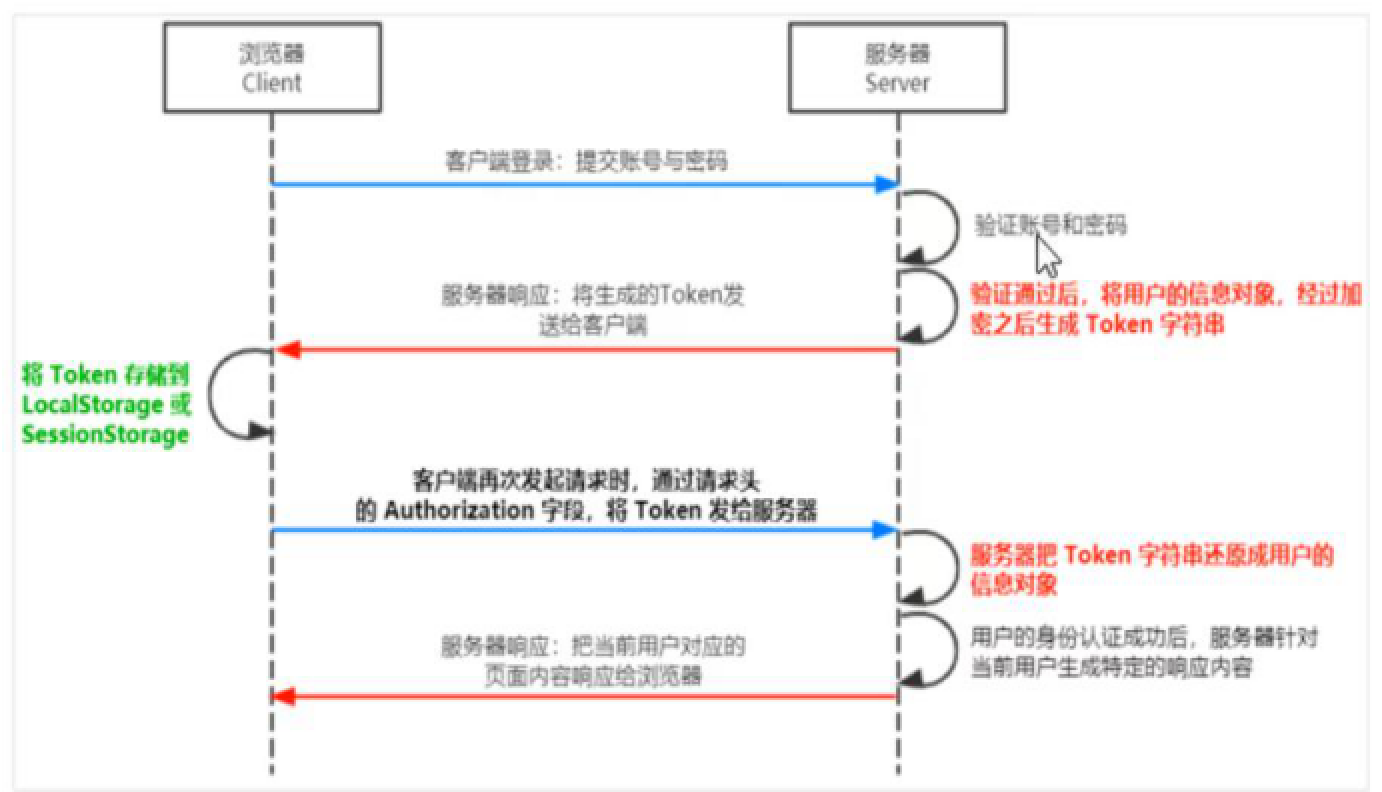 浏览器
Client
服务器
Server
客户端登录：提交账号与密码
验证账号和密码
服务器响应：将生成的Token发
送给客户端
验证通过后，将用户的信息对象，经过加
密之后生成 Token 字符串
将 Token 存储到
LocalStorage 或
SessionStorage
客户端再次发起请求时，通过请求头
的 Authorization 字段，将 Token 发给服务器
服务器把 Token 字符串还原成用户的
信息对象
用户的身份认证成功后，服务器针对
当前用户生成特定的响应内容
服务器响应：把当前用户对应的
页面内容响应给浏览器